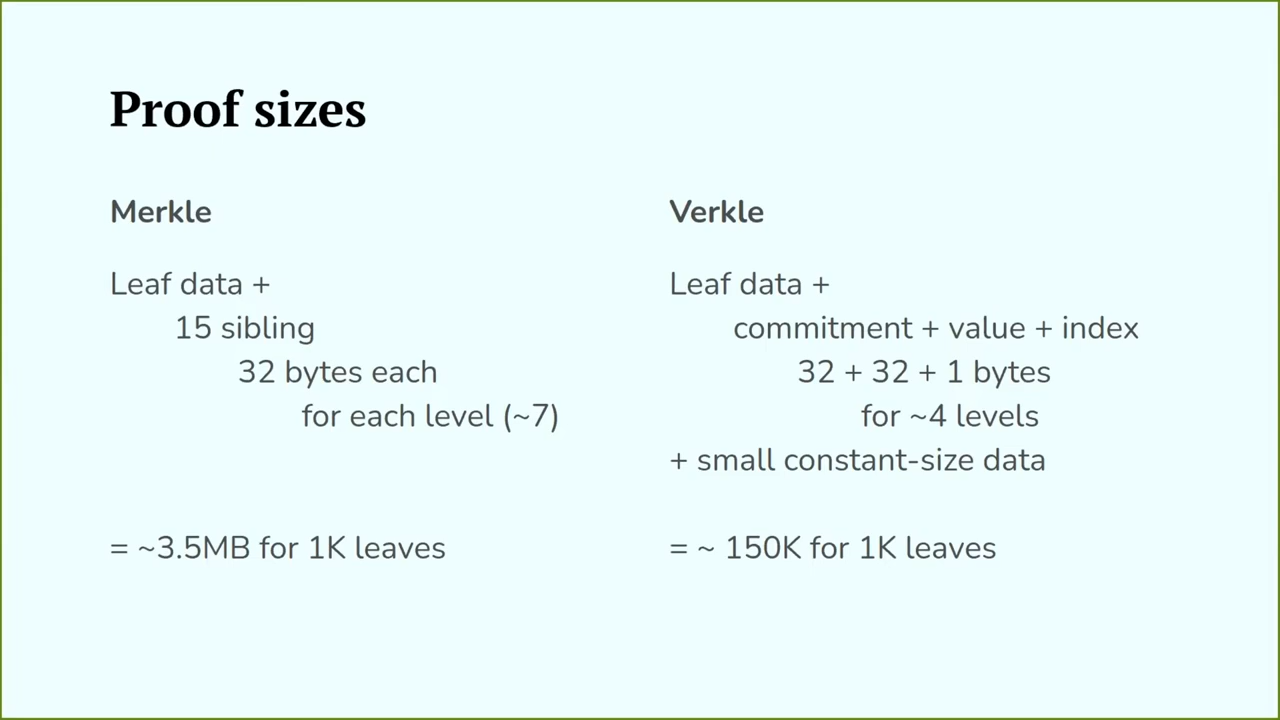 Proof sizes
Merkle
Leaf data +
15 sibling
32 bytes each
for each level (~7)
= ~3.5MB for 1K leaves
Verkle
Leaf data +
commitment + value + index
32 + 32 + 1 bytes
for ~4 levels
+ small constant-size data
= ~ 150K for 1K leaves